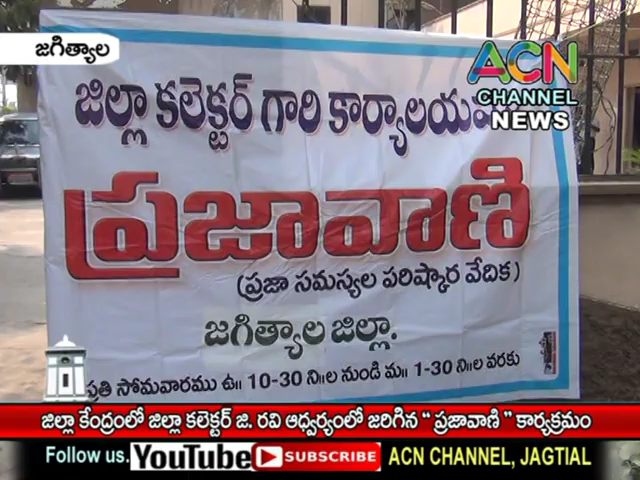 జగిత్యాల
ACN
CHANNEL
NEWS
జిల్లా కలెక్టర్ గారి కార్యాలయము
ప్రజావాణి
(ప్రజా సమస్యల పరిష్కార వేదిక)
జగిత్యాల జిల్లా.
ప్రతి సోమవారము ఉ॥ 10-30 ని॥ల నుండి మ॥ 1-30 ని॥ల వరకు
జిల్లా కేంద్రంలో జిల్లా కలెక్టర్ జి. రవి ఆధ్వర్యంలో జరిగిన “ ప్రజావాణి ” కార్యక్రమం
Follow us. YouTube SUBSCRIBE ACN CHANNEL, JAGTIAL